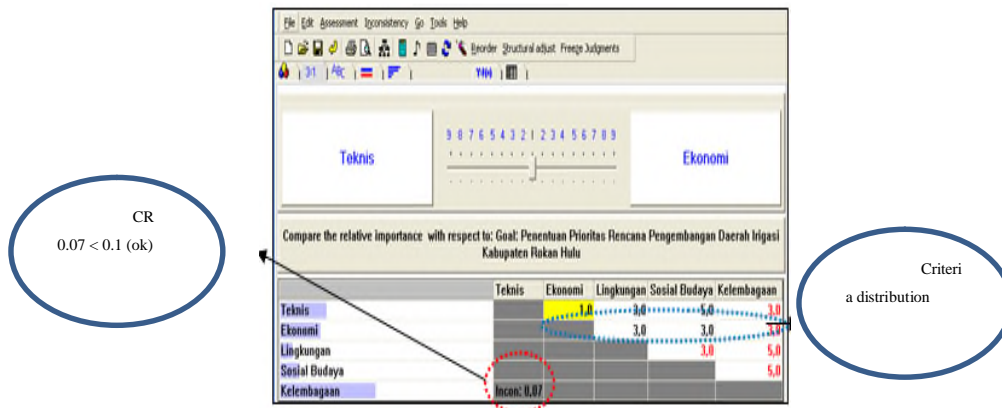 File Edit Assessment Inconsistency Go Tools Help
Reorder Structural adjust Freeze Judgments
3:1 ABC
Teknis
9 8 7 6 5 4 3 2 1 2 3 4 5 6 7 8 9
Ekonomi
CR
0.07 < 0.1 (ok)
Compare the relative importance with respect to: Goal: Penentuan Prioritas Rencana Pengembangan Daerah Irigasi
Kabupaten Rokan Hulu
Criteri
a distribution
Teknis Ekonomi Lingkungan Sosial Budaya Kelembagaan
Teknis 1,0 3,0 5,0 3,0
Ekonomi 3,0 3,0 3,0
Lingkungan 3,0 5,0
Sosial Budaya 5,0
Kelembagaan Incon: 0,07